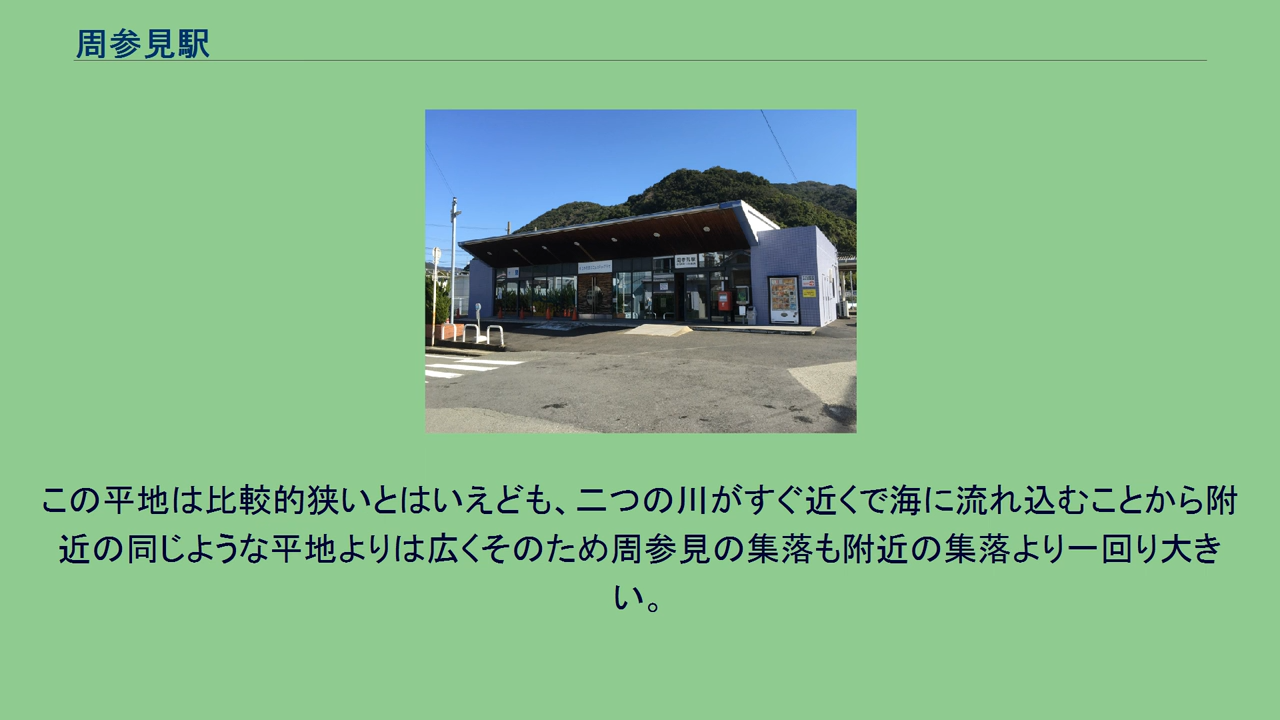 周参見駅
周参見駅
この平地は比較的狭いとはいえども、二つの川がすぐ近くで海に流れ込むことから附
近の同じような平地よりは広くそのため周参見の集落も附近の集落より一回り大き
い。